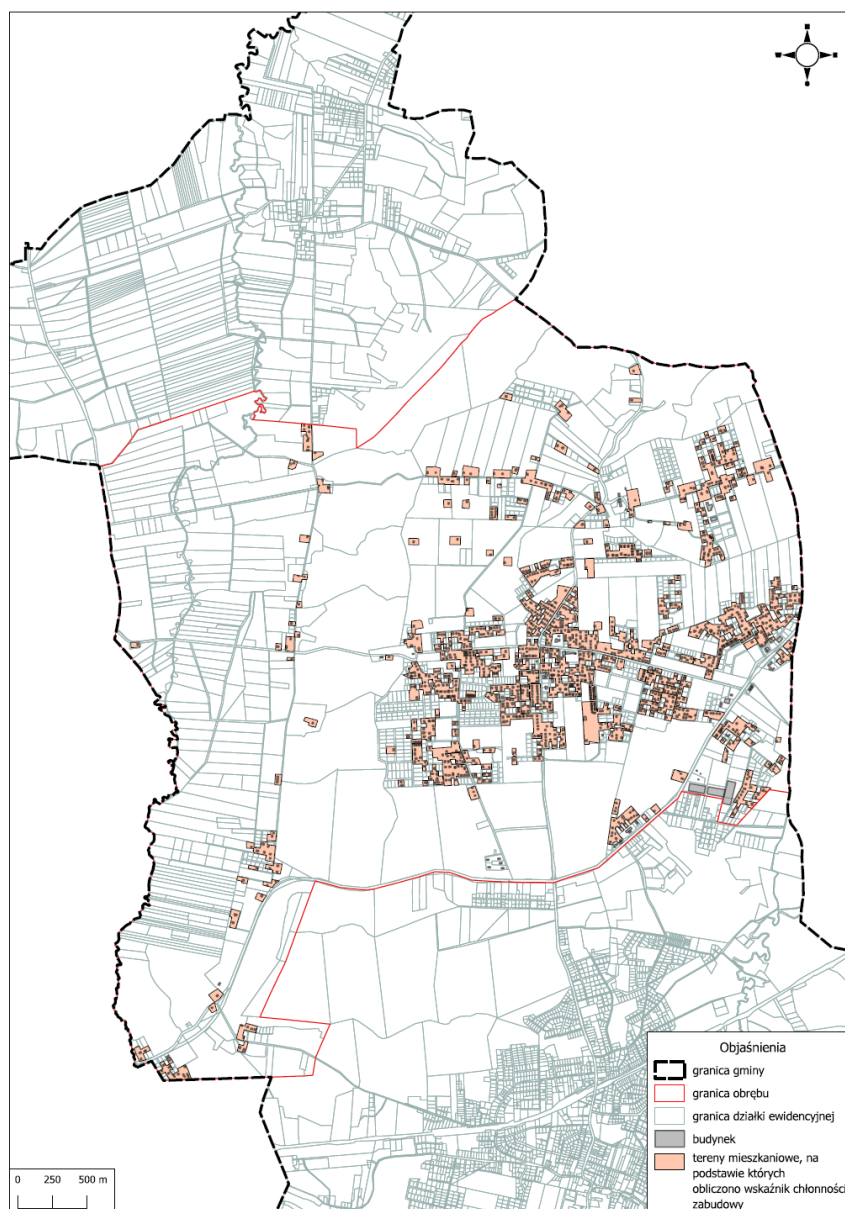 Objaśnienia
granica gminy
granica obrębu
granica działki ewidencyjnej
budynek
tereny mieszkaniowe, na
podstawie których
obliczono wskaźnik chłonności
zabudowy
0 250 500 m